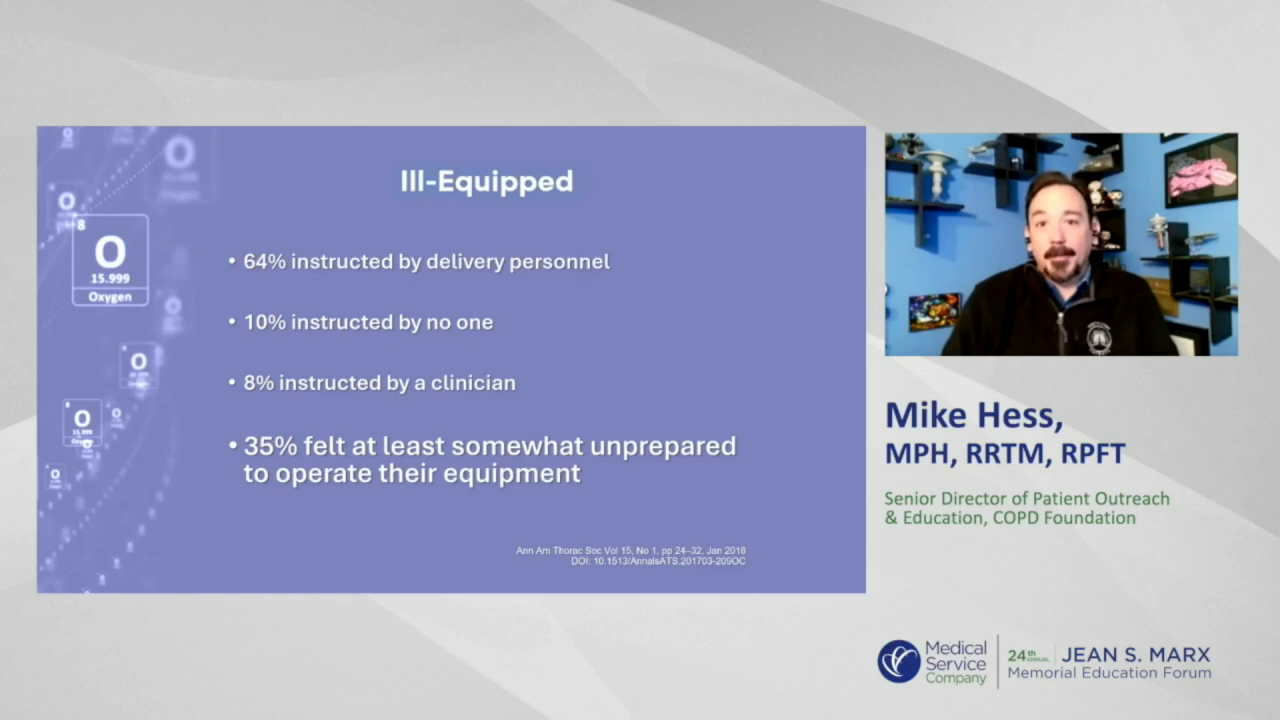 O
O
O
8
O
15.999
Oxygen
O
O
O
15.999
O
O
Ill-Equipped
• 64% instructed by delivery personnel
• 10% instructed by no one
• 8% instructed by a clinician
• 35% felt at least somewhat unprepared
to operate their equipment
Ann Am Thorac Soc Vol 15, No 1, pp 24–32, Jan 2018
DOI: 10.1513/AnnalsATS.201703-209OC
Mike Hess,
MPH, RRTM, RPFT
Senior Director of Patient Outreach
& Education, COPD Foundation
Medical
Service
Company
24th ANNUAL
JEAN S. MARX
Memorial Education Forum